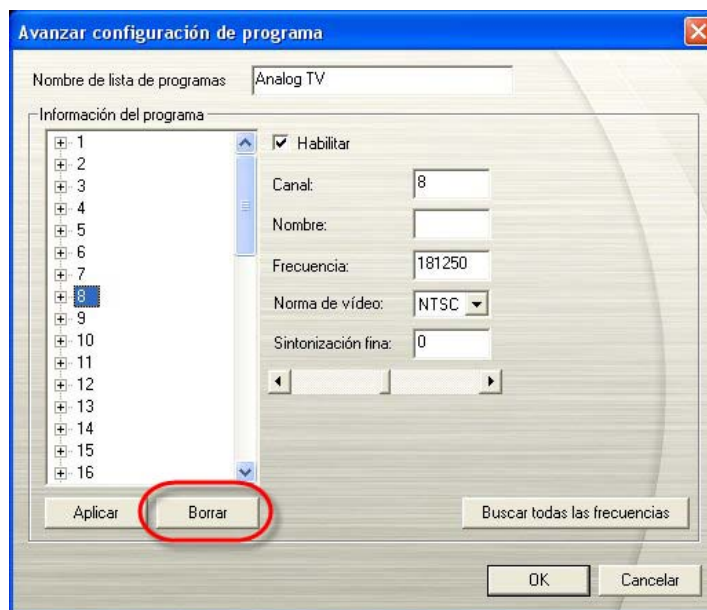 Avanzar configuración de programa
Nombre de lista de programas Analog TV
Información del programa
1
2
3
4
5
6
7
8
9
10
11
12
13
14
15
16
Habilitar
Canal: 8
Nombre:
Frecuencia: 181250
Norma de vídeo: NTSC
Sintonización fina: 0
Aplicar Borrar Buscar todas las frecuencias
OK Cancelar